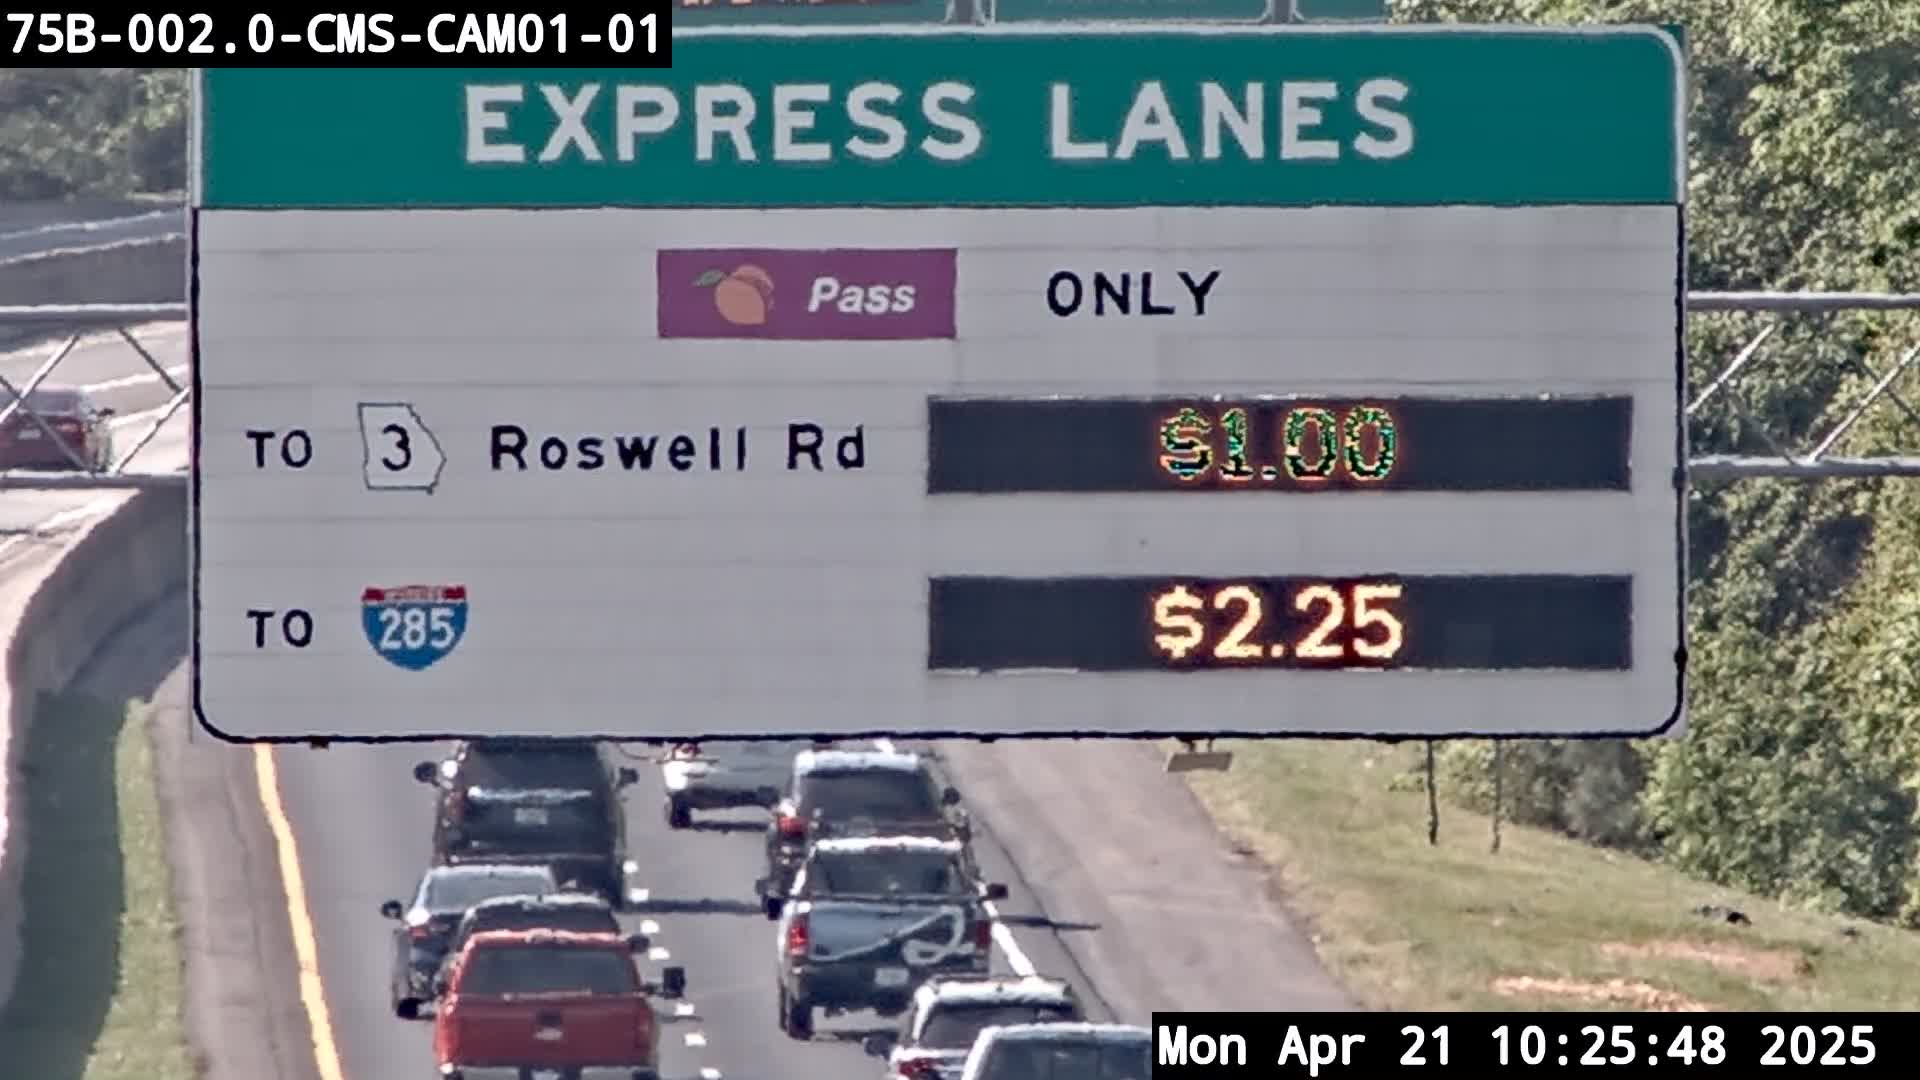 75B-002.0-CMS-CAM01-01
EXPRESS LANES
Pass ONLY
TO 3 Roswell Rd $1.00
TO 285 $2.25
Mon Apr 21 10:25:48 2025